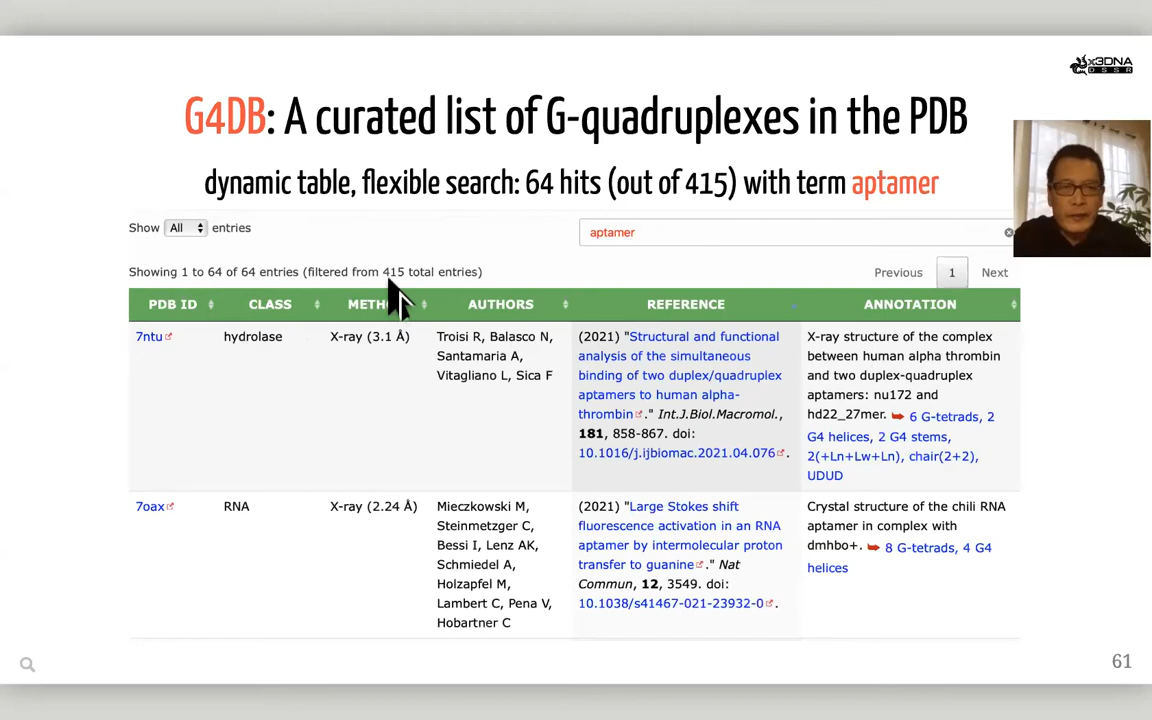 x3DNA
DSSR
G4DB: A curated list of G-quadruplexes in the PDB
dynamic table, flexible search: 64 hits (out of 415) with term aptamer
Show All entries
aptamer
Showing 1 to 64 of 64 entries (filtered from 415 total entries)
Previous 1 Next
PDB ID CLASS METH AUTHORS REFERENCE ANNOTATION
7ntu hydrolase X-ray (3.1 Å) Troisi R, Balasco N, (2021) "Structural and functional X-ray structure of the complex
Santamaria A, analysis of the simultaneous between human alpha thrombin
Vitagliano L, Sica F binding of two duplex/quadruplex and two duplex-quadruplex
aptamers to human alpha- aptamers: nu172 and
thrombin." Int.J.Biol.Macromol., hd22_27mer. 6 G-tetrads, 2
181, 858-867. doi: G4 helices, 2 G4 stems,
10.1016/j.ijbiomac.2021.04.076. 2(+Ln+Lw+Ln), chair(2+2),
UDUD
7oax RNA X-ray (2.24 Å) Mieczkowski M, (2021) "Large Stokes shift Crystal structure of the chili RNA
Steinmetzger C, fluorescence activation in an RNA aptamer in complex with
Bessi I, Lenz AK, aptamer by intermolecular proton dmhbo+. 8 G-tetrads, 4 G4
Schmiedel A, transfer to guanine." Nat helices
Holzapfel M, Commun, 12, 3549. doi:
Lambert C, Pena V, 10.1038/s41467-021-23932-0.
Hobartner C
61